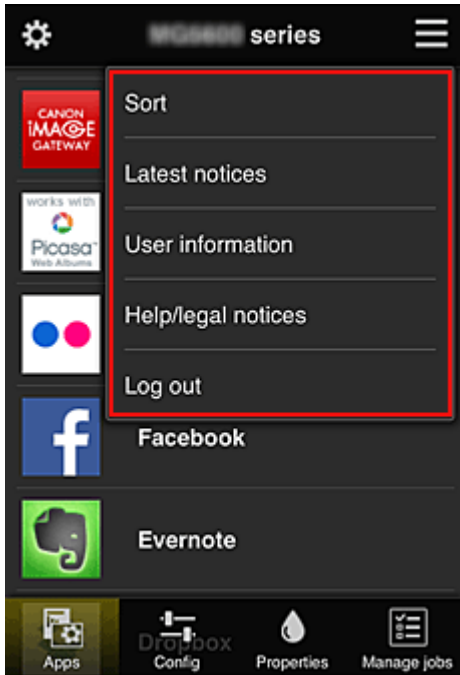 series
CANON
iMAGE
GATEWAY
Sort
works with
Picasa™
Web Albums
Latest notices
User information
Help/legal notices
Log out
f
Facebook
Evernote
Dropbox
Apps
Config
Properties
Manage jobs